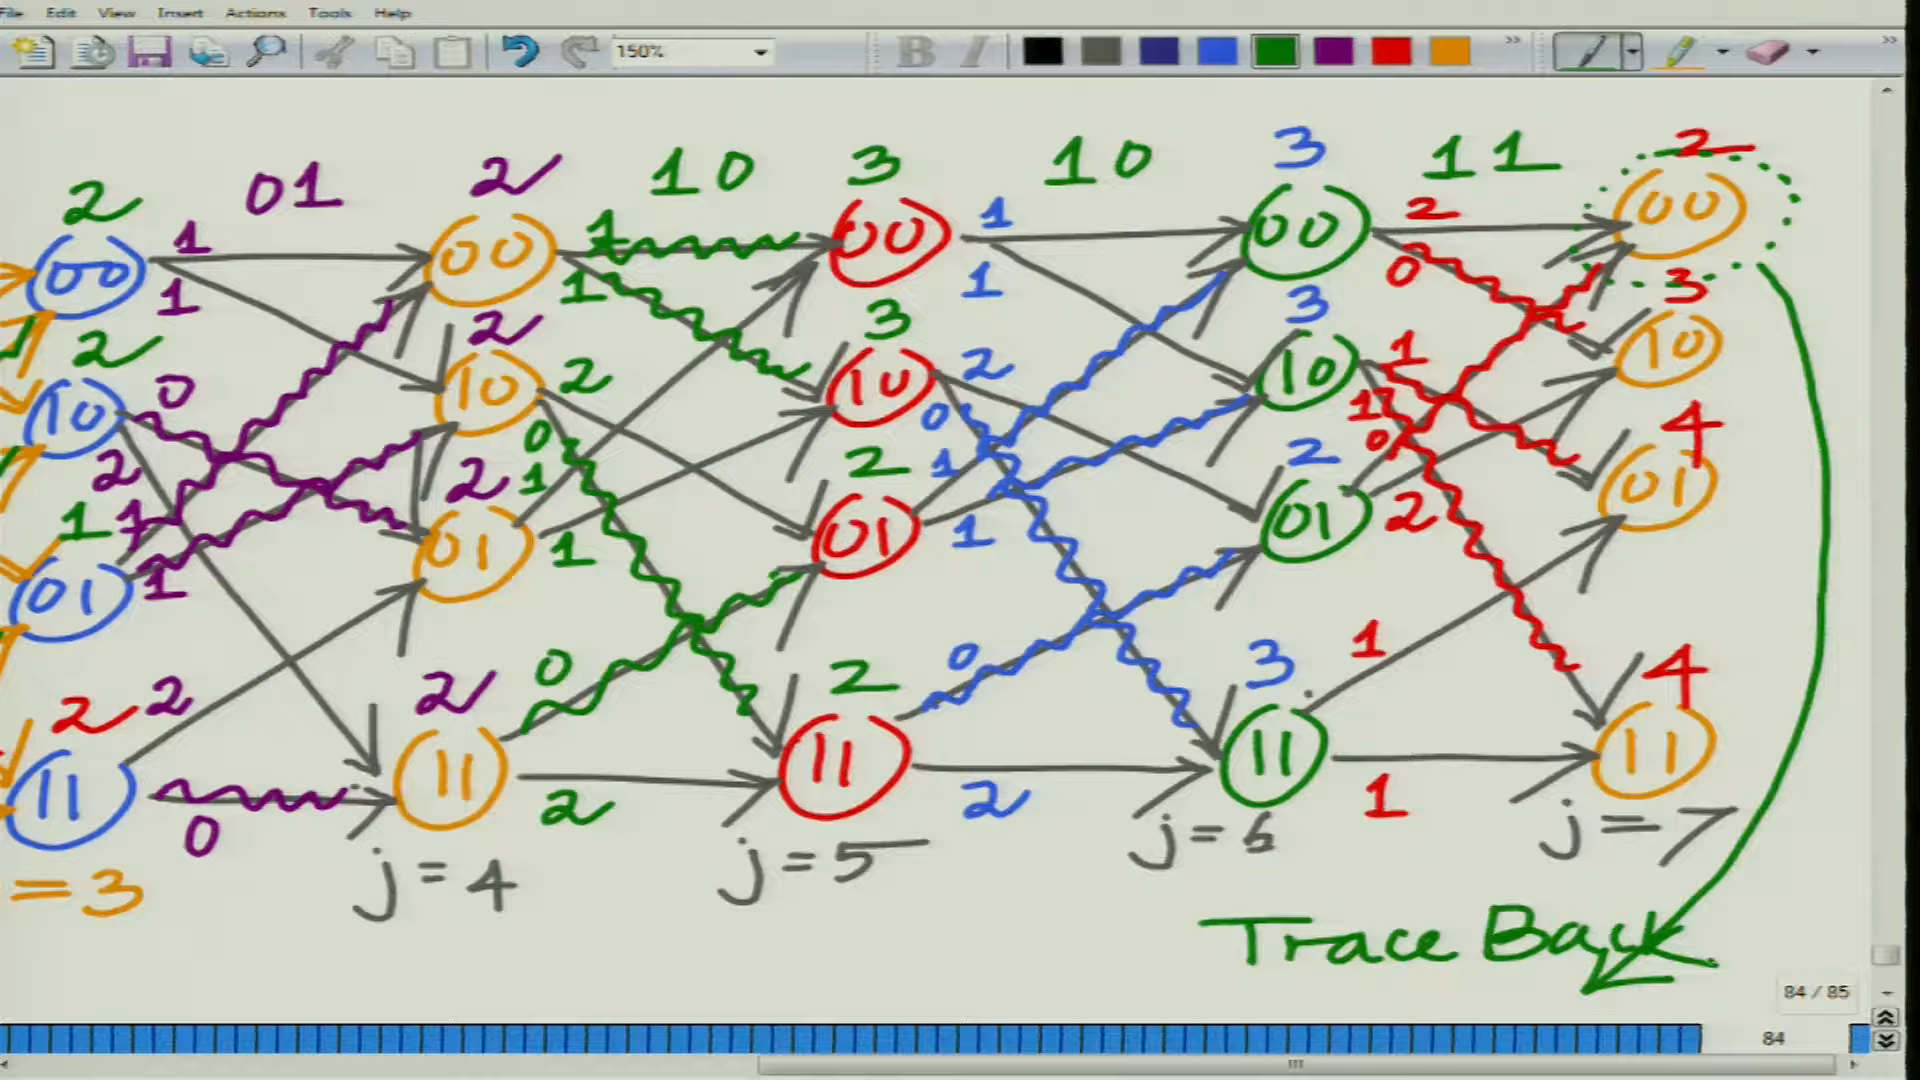 File Edit View Insert Actions Tools Help
150% B I
2 01 2 10 3 10 3 11 2
00 1 00 1 00 1 00 2 00
1 1 1 0
2 2 3 3 3
10 0 10 2 10 2 10 1 10
2 0 0 1
1 1 2 1 2 1 2 0 4
01 1 01 1 01 1 01 2 01
2 2 0 2 0 3 1 4
2
11 11 11 11 11
0 2 2 1
= 3 j = 4 j = 5 j = 6 j = 7
Trace Back
84 / 85
84